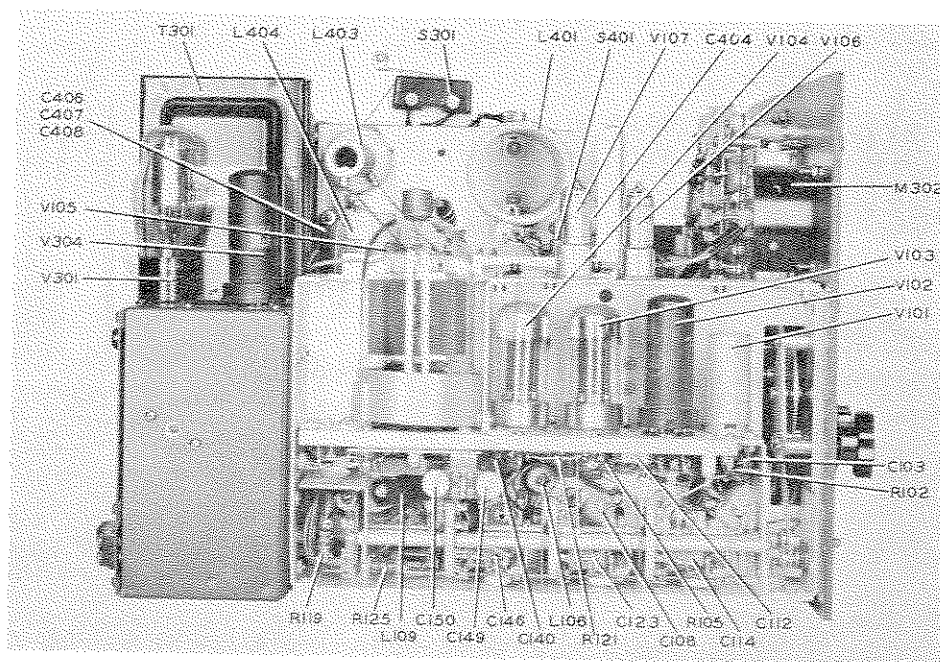 T301 L404 L403 S301 L401 S401 V107 C404 V104 V106
C406
C407
C408
M302
V105
V304
V301
V103
V102
V101
C103
R102
R119 R125 C150 C146 L106 C123 R105 C112
L109 C149 C140 R121 C108 C114